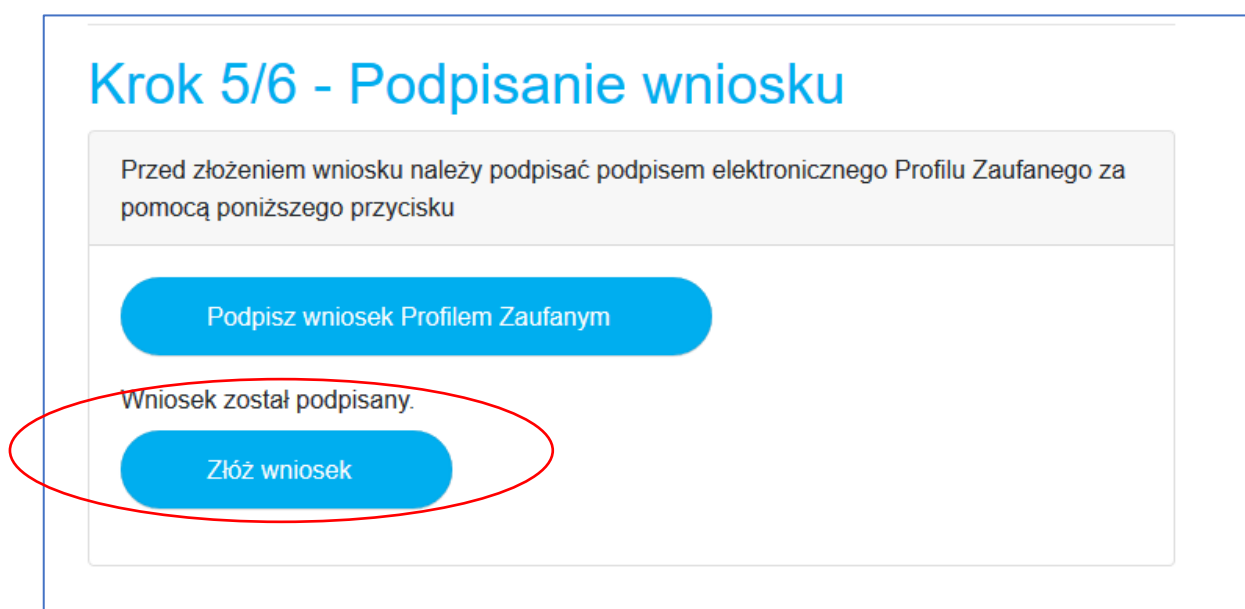 Krok 5/6 - Podpisanie wniosku
Przed złożeniem wniosku należy podpisać podpisem elektronicznego Profilu Zaufanego za
pomocą poniższego przycisku
Podpisz wniosek Profilem Zaufanym
Wniosek został podpisany.
Złóż wniosek